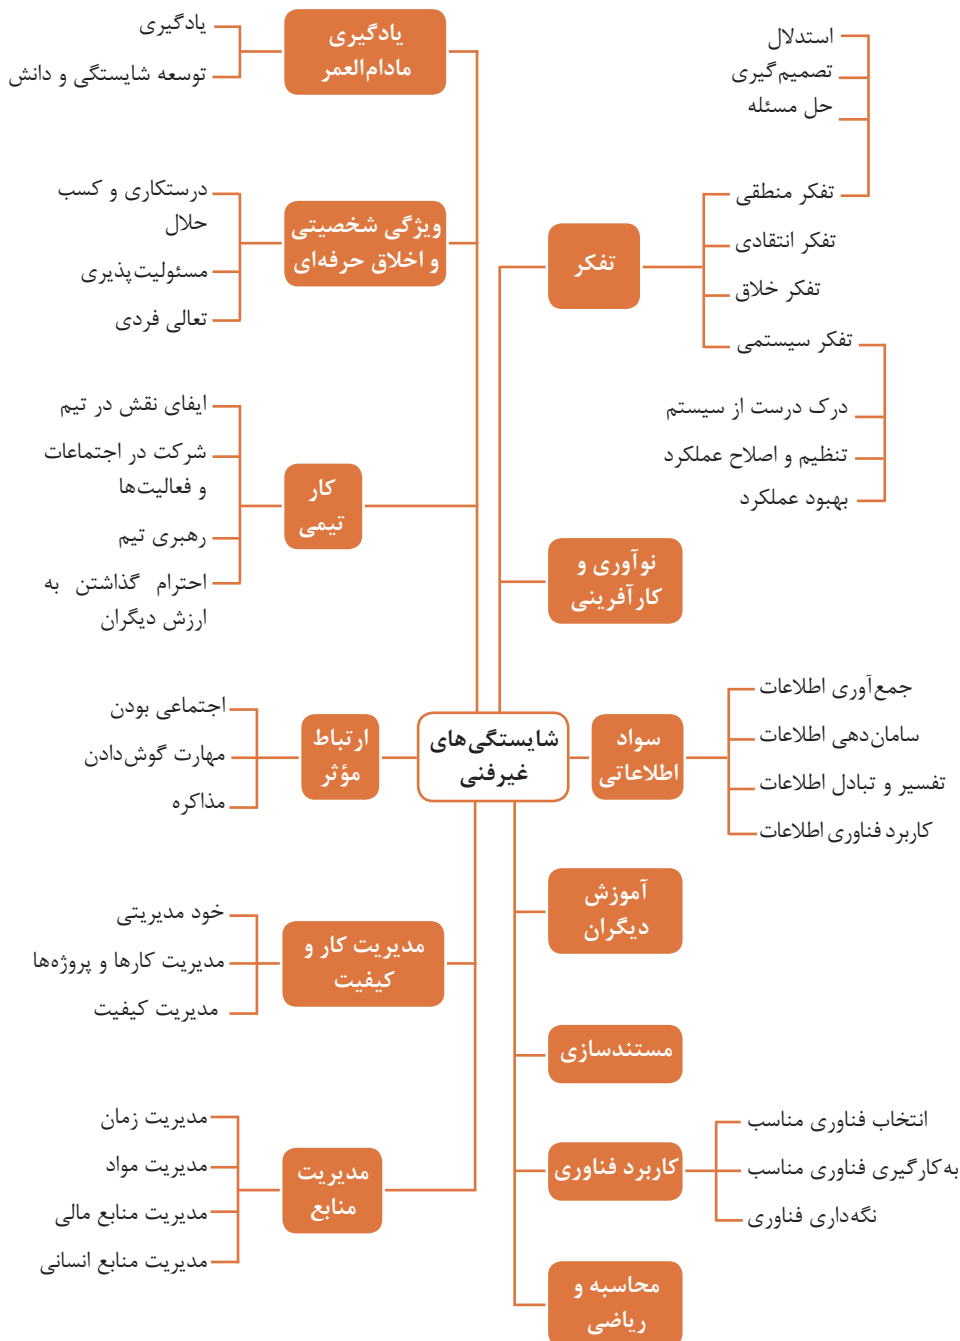 شایستگی‌های
غیرفنی
تفکر
تفکر منطقی
استدلال
تصمیم‌گیری
حل مسئله
تفکر انتقادی
تفکر خلاق
تفکر سیستمی
درک درست از سیستم
تنظیم و اصلاح عملکرد
بهبود عملکرد
نوآوری و
کارآفرینی
سواد
اطلاعاتی
جمع‌آوری اطلاعات
سامان‌دهی اطلاعات
تفسیر و تبادل اطلاعات
کاربرد فناوری اطلاعات
آموزش
دیگران
مستندسازی
کاربرد فناوری
انتخاب فناوری مناسب
به‌کارگیری فناوری مناسب
نگه‌داری فناوری
محاسبه و
ریاضی
یادگیری
مادام‌العمر
یادگیری
توسعه شایستگی و دانش
ویژگی شخصیتی
و اخلاق حرفه‌ای
درستکاری و کسب
حلال
مسئولیت‌پذیری
تعالی فردی
کار
تیمی
ایفای نقش در تیم
شرکت در اجتماعات
و فعالیت‌ها
رهبری تیم
احترام گذاشتن به
ارزش دیگران
ارتباط
مؤثر
اجتماعی بودن
مهارت گوش‌دادن
مذاکره
مدیریت کار و
کیفیت
خود مدیریتی
مدیریت کارها و پروژه‌ها
مدیریت کیفیت
مدیریت
منابع
مدیریت زمان
مدیریت مواد
مدیریت منابع مالی
مدیریت منابع انسانی